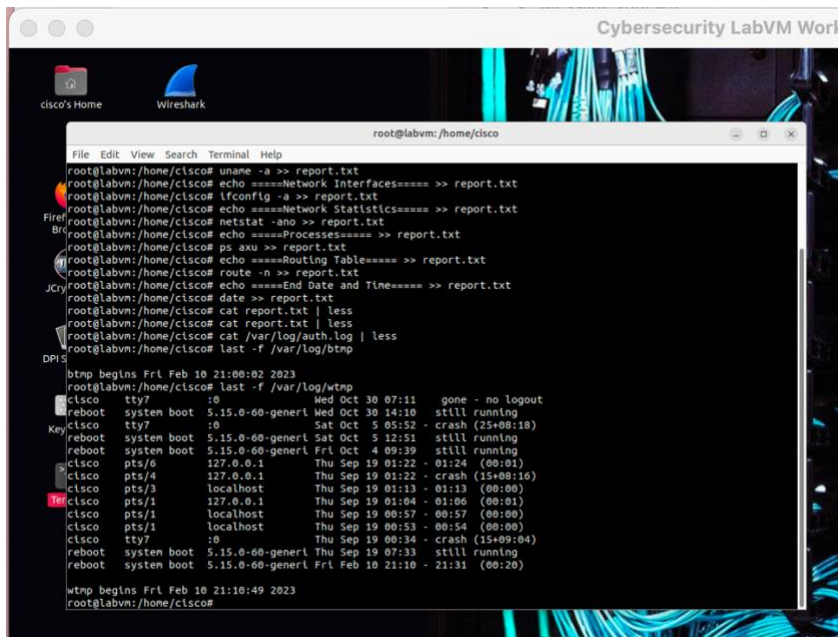 Cybersecurity LabVM Work
cisco's Home
Wireshark
root@labvm: /home/cisco
File Edit View Search Terminal Help
root@labvm:/home/cisco# uname -a >> report.txt
root@labvm:/home/cisco# echo =====Network Interfaces===== >> report.txt
root@labvm:/home/cisco# ifconfig -a >> report.txt
root@labvm:/home/cisco# echo =====Network Statistics===== >> report.txt
root@labvm:/home/cisco# netstat -ano >> report.txt
root@labvm:/home/cisco# echo =====Processes===== >> report.txt
root@labvm:/home/cisco# ps axu >> report.txt
root@labvm:/home/cisco# echo =====Routing Table===== >> report.txt
root@labvm:/home/cisco# route -n >> report.txt
root@labvm:/home/cisco# echo =====End Date and Time===== >> report.txt
root@labvm:/home/cisco# date >> report.txt
root@labvm:/home/cisco# cat report.txt | less
root@labvm:/home/cisco# cat report.txt | less
root@labvm:/home/cisco# cat /var/log/auth.log | less
root@labvm:/home/cisco# last -f /var/log/btmp
btmp begins Fri Feb 10 21:00:02 2023
root@labvm:/home/cisco# last -f /var/log/wtmp
cisco tty7 :0 Wed Oct 30 07:11 gone - no logout
reboot system boot 5.15.0-60-generi Wed Oct 30 14:10 still running
cisco tty7 :0 Sat Oct 5 05:52 - crash (25+08:18)
reboot system boot 5.15.0-60-generi Sat Oct 5 12:51 still running
reboot system boot 5.15.0-60-generi Fri Oct 4 09:39 still running
cisco pts/6 127.0.0.1 Thu Sep 19 01:22 - 01:24 (00:01)
cisco pts/4 127.0.0.1 Thu Sep 19 01:22 - crash (15+08:16)
cisco pts/3 localhost Thu Sep 19 01:13 - 01:13 (00:00)
cisco pts/1 127.0.0.1 Thu Sep 19 01:04 - 01:06 (00:01)
cisco pts/1 localhost Thu Sep 19 00:57 - 00:57 (00:00)
cisco pts/1 localhost Thu Sep 19 00:53 - 00:54 (00:00)
cisco tty7 :0 Thu Sep 19 00:34 - crash (15+09:04)
reboot system boot 5.15.0-60-generi Thu Sep 19 07:33 still running
reboot system boot 5.15.0-60-generi Fri Feb 10 21:10 - 21:31 (00:20)
wtmp begins Fri Feb 10 21:10:49 2023
root@labvm:/home/cisco#
Firef
Bro
JCry
DPI S
Key
Ter